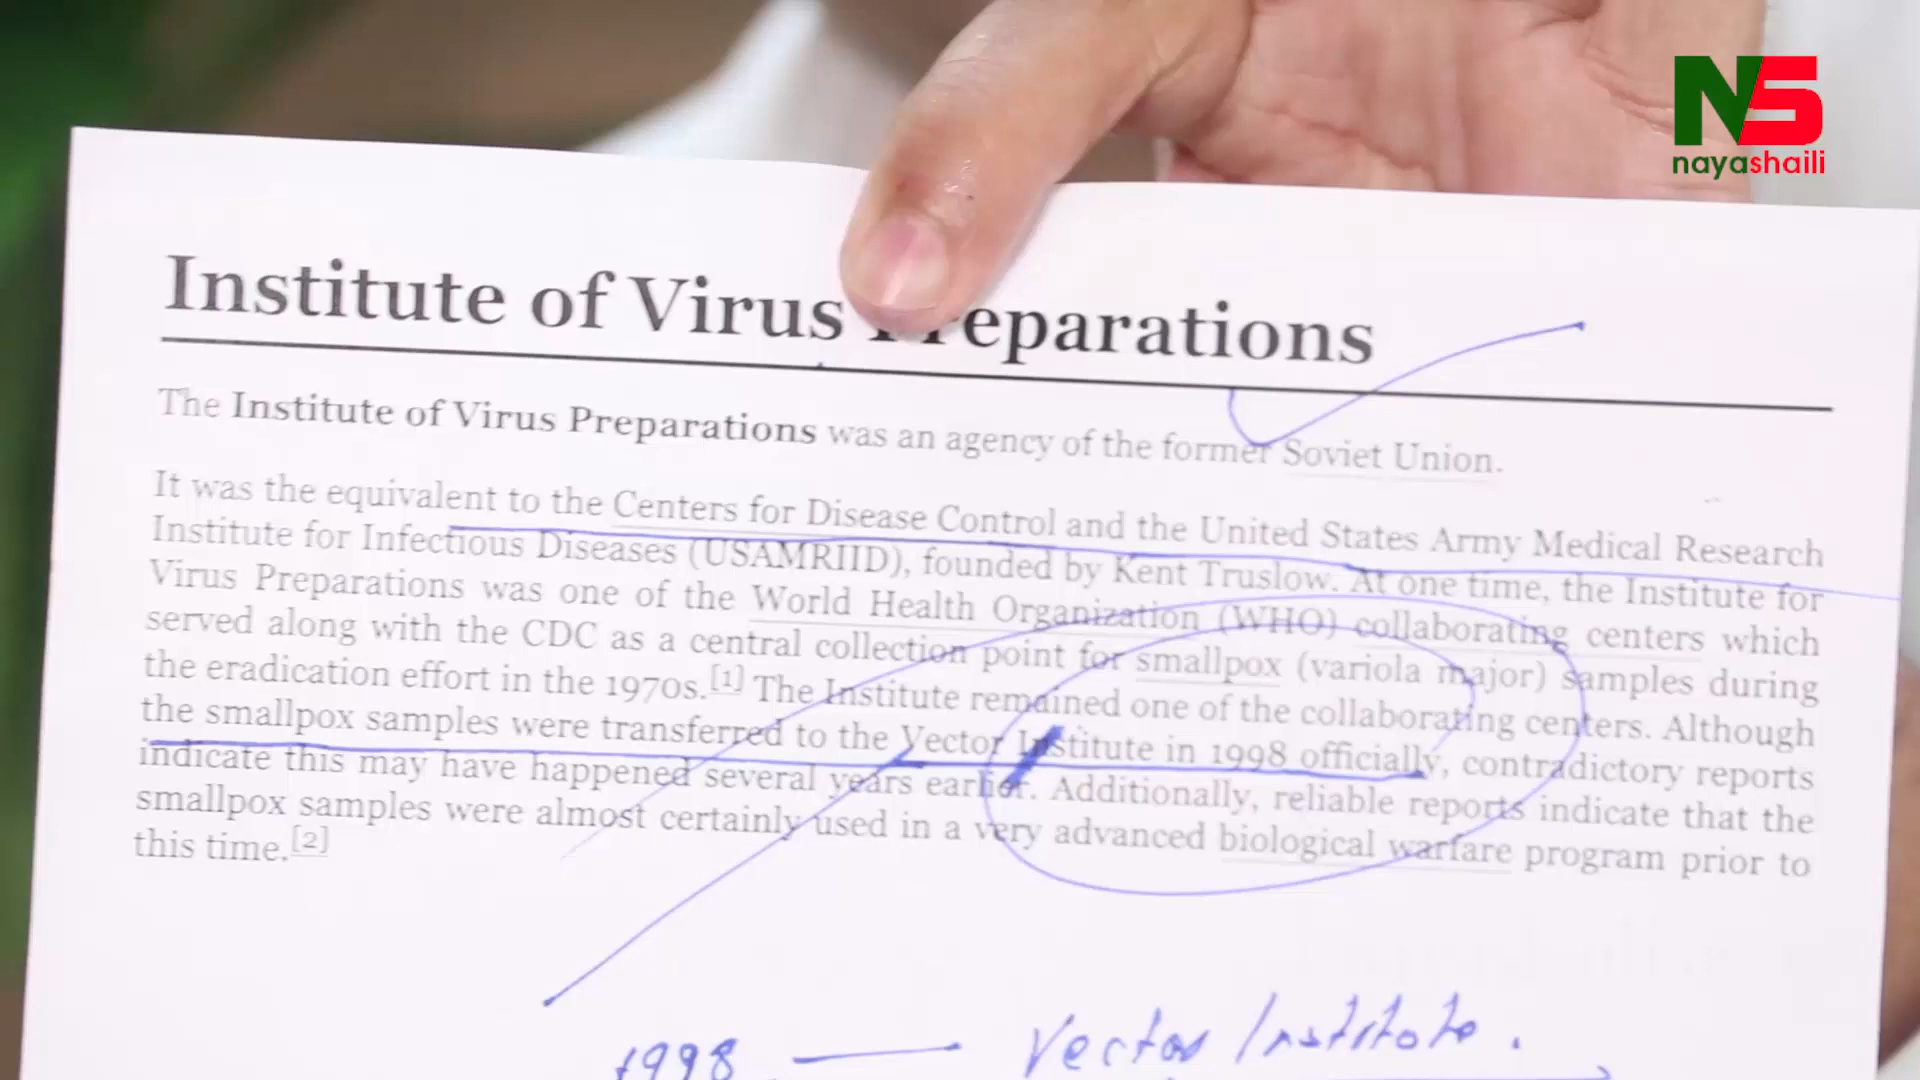 NS
nayashaili
Institute of Virus Preparations
The Institute of Virus Preparations was an agency of the former Soviet Union.
It was the equivalent to the Centers for Disease Control and the United States Army Medical Research
Institute for Infectious Diseases (USAMRIID), founded by Kent Truslow. At one time, the Institute for
Virus Preparations was one of the World Health Organization (WHO) collaborating centers which
served along with the CDC as a central collection point for smallpox (variola major) samples during
the eradication effort in the 1970s.[1] The Institute remained one of the collaborating centers. Although
the smallpox samples were transferred to the Vector Institute in 1998 officially, contradictory reports
indicate this may have happened several years earlier. Additionally, reliable reports indicate that the
smallpox samples were almost certainly used in a very advanced biological warfare program prior to
this time.[2]
1998 — Vector Institute.